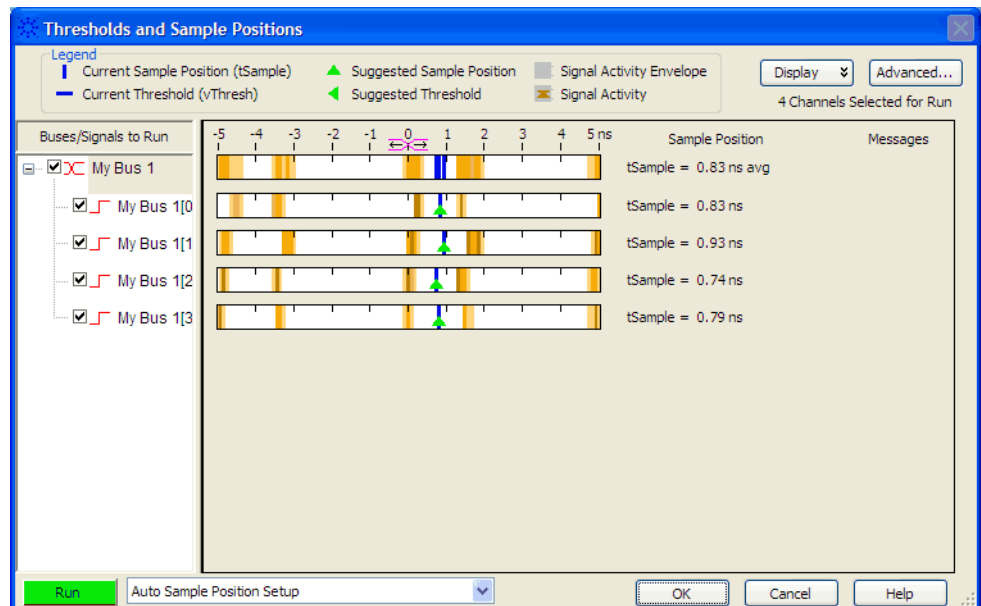 Thresholds and Sample Positions
Legend
Current Sample Position (tSample)
Suggested Sample Position
Signal Activity Envelope
Current Threshold (vThresh)
Suggested Threshold
Signal Activity
Display
Advanced...
4 Channels Selected for Run
Buses/Signals to Run
-5 -4 -3 -2 -1 0 1 2 3 4 5 ns
Sample Position
Messages
My Bus 1
tSample = 0.83 ns avg
My Bus 1[0
tSample = 0.83 ns
My Bus 1[1
tSample = 0.93 ns
My Bus 1[2
tSample = 0.74 ns
My Bus 1[3
tSample = 0.79 ns
Run
Auto Sample Position Setup
OK
Cancel
Help